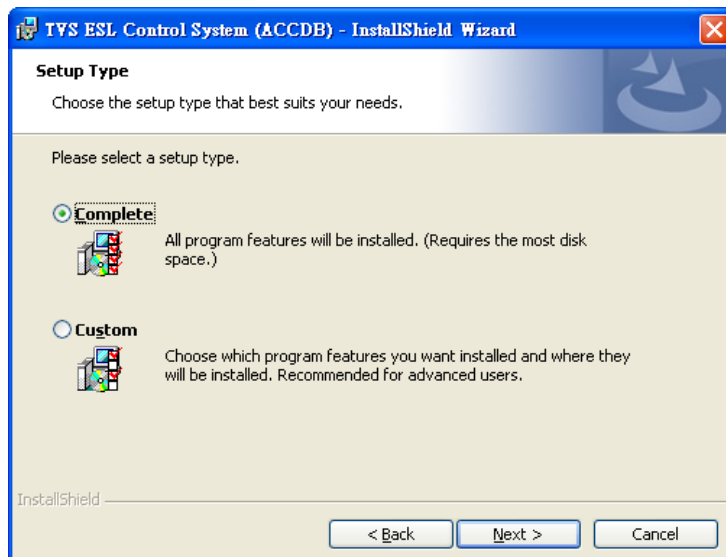 TVS ESL Control System (ACCDB) - InstallShield Wizard
Setup Type
Choose the setup type that best suits your needs.
Please select a setup type.
Complete
All program features will be installed. (Requires the most disk
space.)
Custom
Choose which program features you want installed and where they
will be installed. Recommended for advanced users.
InstallShield
< Back
Next >
Cancel